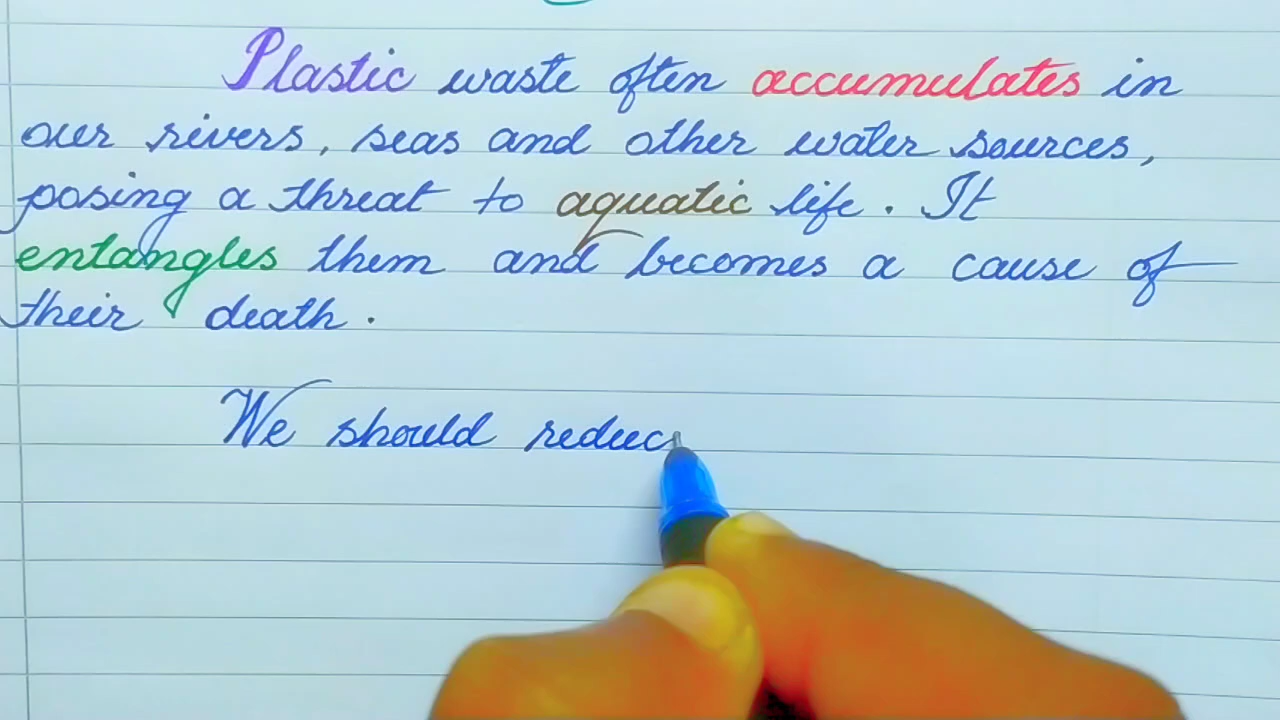 Plastic waste often accumulates in
our rivers, seas and other water sources,
posing a threat to aquatic life. It
entangles them and becomes a cause of
their death.
We should reduc